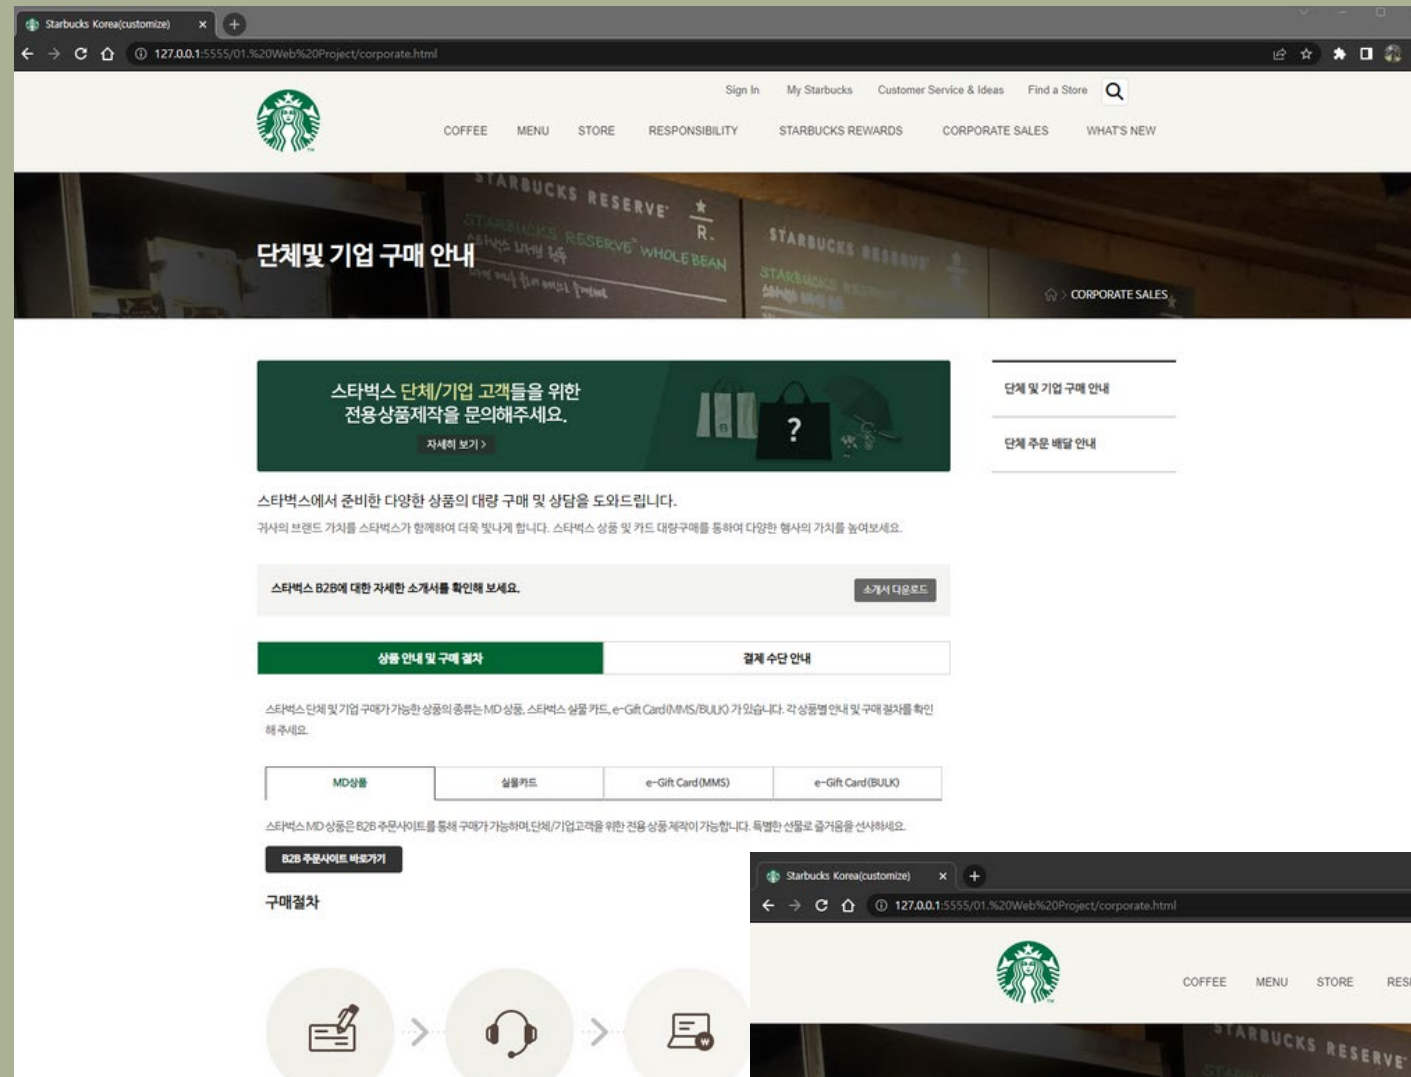 Starbucks Korea(customize)
127.0.0.1:5555/01.%20Web%20Project/corporate.html
Sign In My Starbucks Customer Service & Ideas Find a Store
COFFEE MENU STORE RESPONSIBILITY STARBUCKS REWARDS CORPORATE SALES WHAT'S NEW
STARBUCKS RESERVE
R.
STARBUCKS RESERVE WHOLE BEAN
STARBUCKS RESERVE
단체및 기업 구매 안내
> CORPORATE SALES
스타벅스 단체/기업 고객들을 위한
전용상품제작을 문의해주세요.
자세히 보기 >
?
단체 및 기업 구매 안내
단체 주문 배달 안내
스타벅스에서 준비한 다양한 상품의 대량 구매 및 상담을 도와드립니다.
귀사의 브랜드 가치를 스타벅스가 함께하여 더욱 빛나게 합니다. 스타벅스 상품 및 카드 대량구매를 통하여 다양한 행사의 가치를 높여보세요.
스타벅스 B2B에 대한 자세한 소개서를 확인해 보세요.
소개서 다운로드
상품 안내 및 구매 절차 결제 수단 안내
스타벅스 단체 및 기업 구매가 가능한 상품의 종류는 MD 상품, 스타벅스 실물 카드, e-Gift Card(MMS/BULK) 가 있습니다. 각 상품별 안내 및 구매 절차를 확인
해 주세요.
MD상품 실물카드 e-Gift Card(MMS) e-Gift Card(BULK)
스타벅스 MD 상품은 B2B 주문사이트를 통해 구매가 가능하며,단체/기업고객을 위한 전용 상품 제작이 가능합니다. 특별한 선물로 즐거움을 선사하세요.
B2B 주문사이트 바로가기
구매절차
Starbucks Korea(customize)
127.0.0.1:5555/01.%20Web%20Project/corporate.html
COFFEE MENU STORE RES
STARBUCKS RESERVE